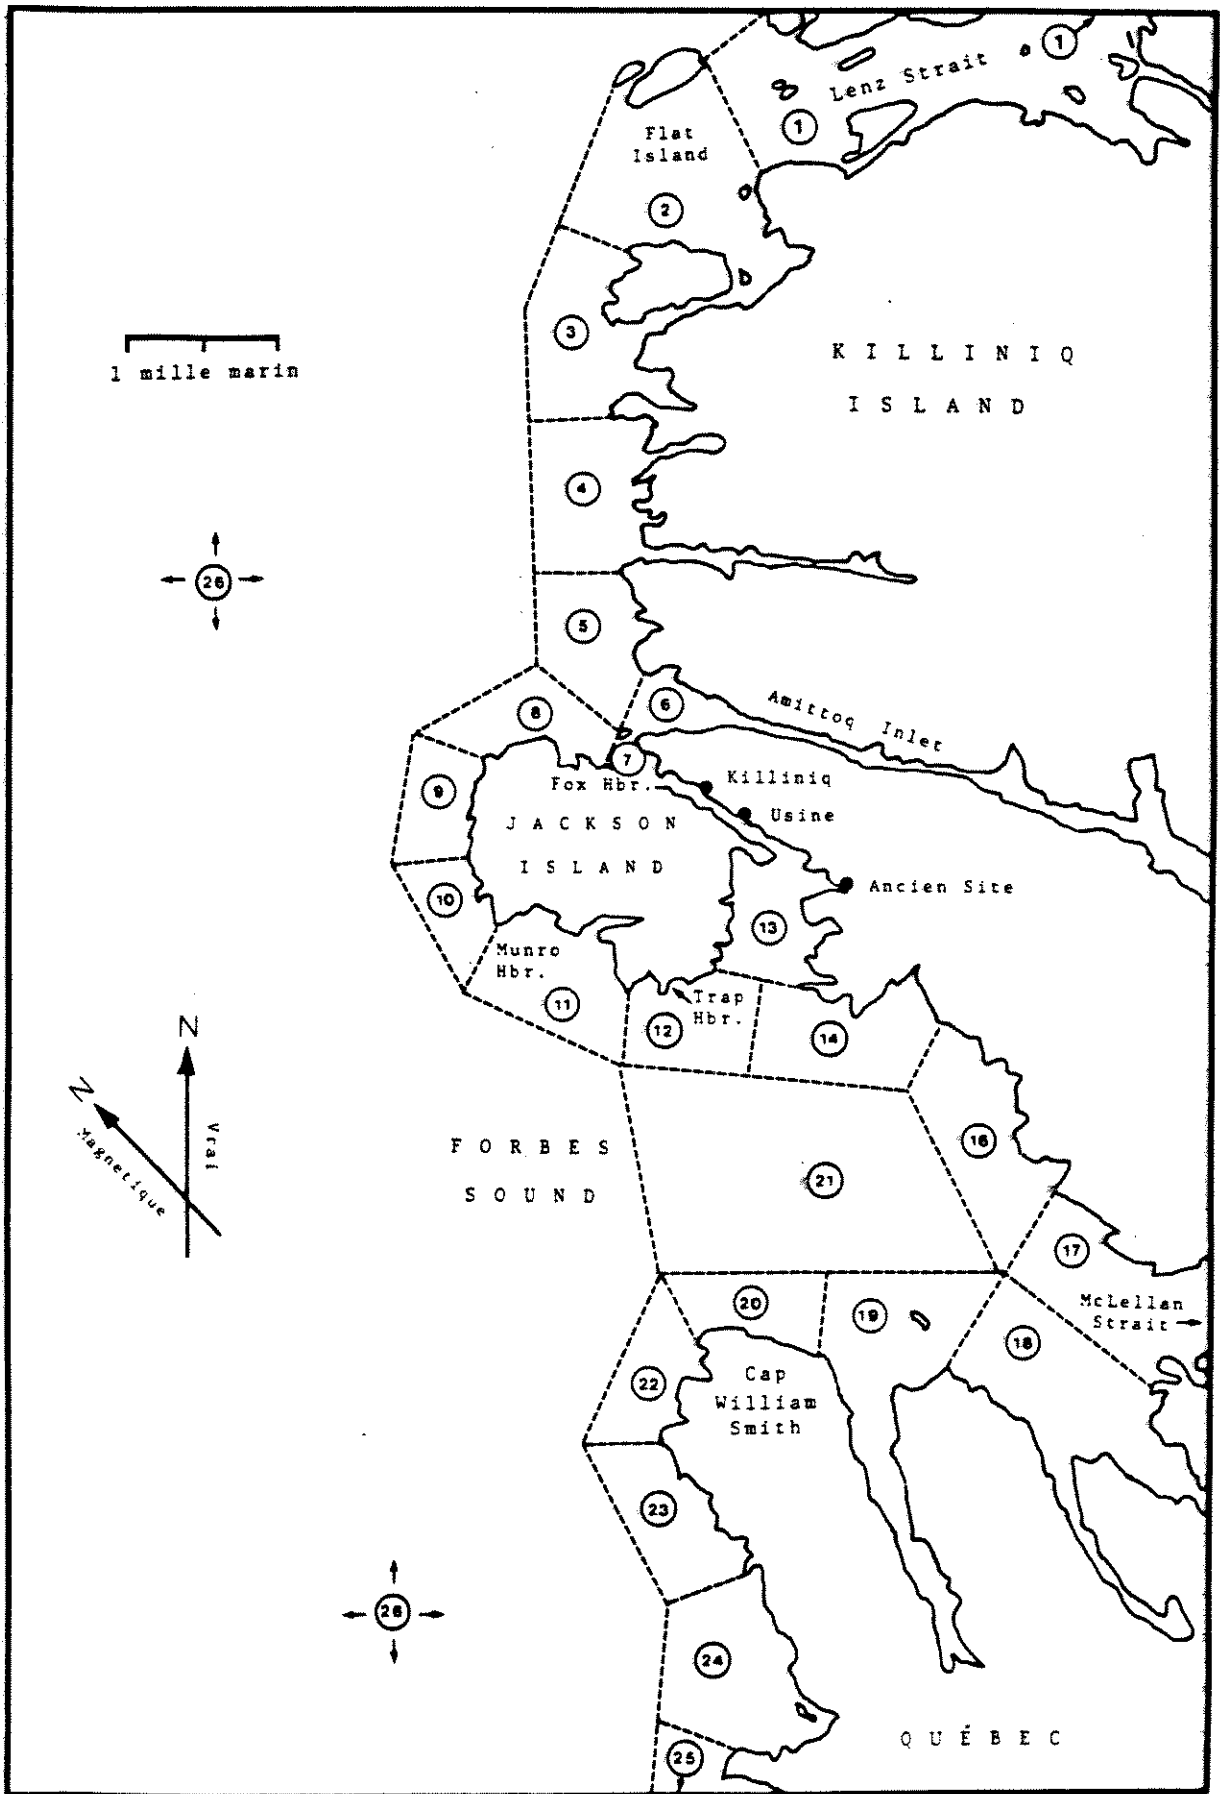 1
Lenz Strait
1
Flat
Island
2
3
1 mille marin
KILLINIQ
ISLAND
4
26
5
6
Amittoq Inlet
8
7
Killiniq
Fox Hbr.
9
Usine
JACKSON
ISLAND
Ancien Site
10
13
Munro
Hbr.
11
Trap
Hbr.
12
14
N
N
Magnetique
Vrai
FORBES
SOUND
16
21
17
20
19
McLellan
Strait
18
22
Cap
William
Smith
23
26
24
QUÉBEC
25